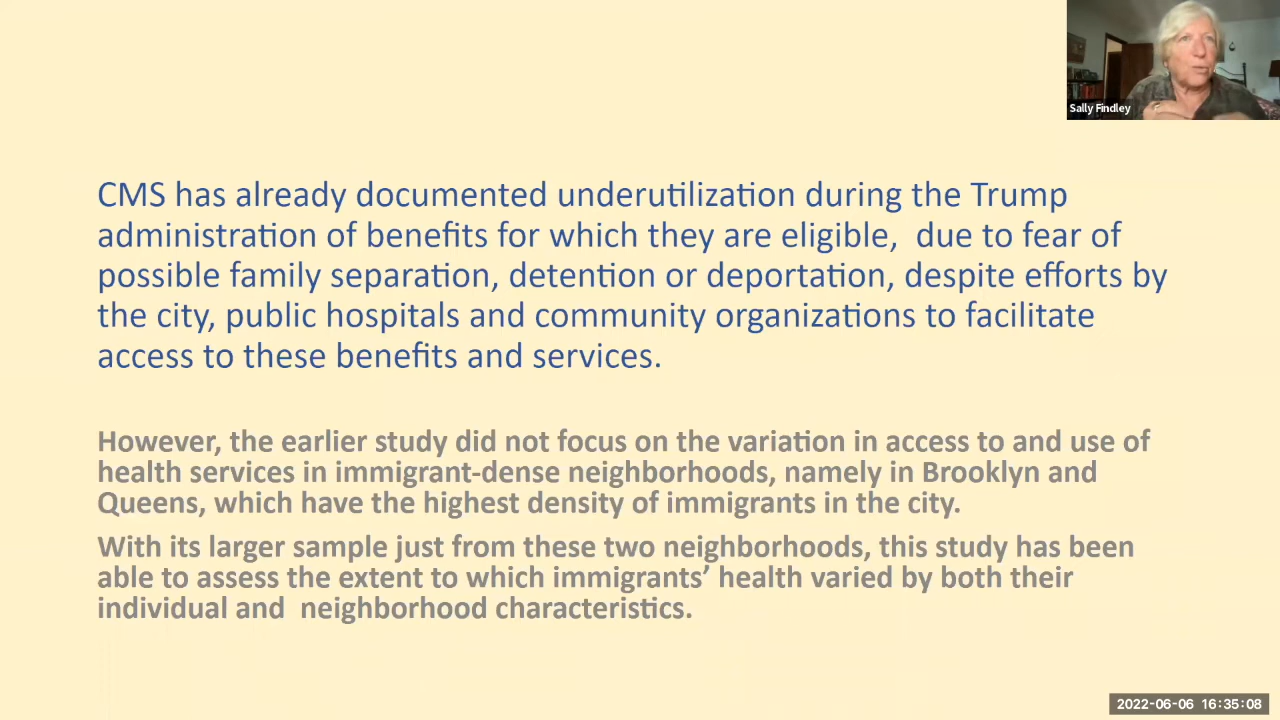 Sally Findley
CMS has already documented underutilization during the Trump
administration of benefits for which they are eligible,  due to fear of
possible family separation, detention or deportation, despite efforts by
the city, public hospitals and community organizations to facilitate
access to these benefits and services.
However, the earlier study did not focus on the variation in access to and use of
health services in immigrant-dense neighborhoods, namely in Brooklyn and
Queens, which have the highest density of immigrants in the city.
With its larger sample just from these two neighborhoods, this study has been
able to assess the extent to which immigrants’ health varied by both their
individual and  neighborhood characteristics.
2022-06-06 16:35:08